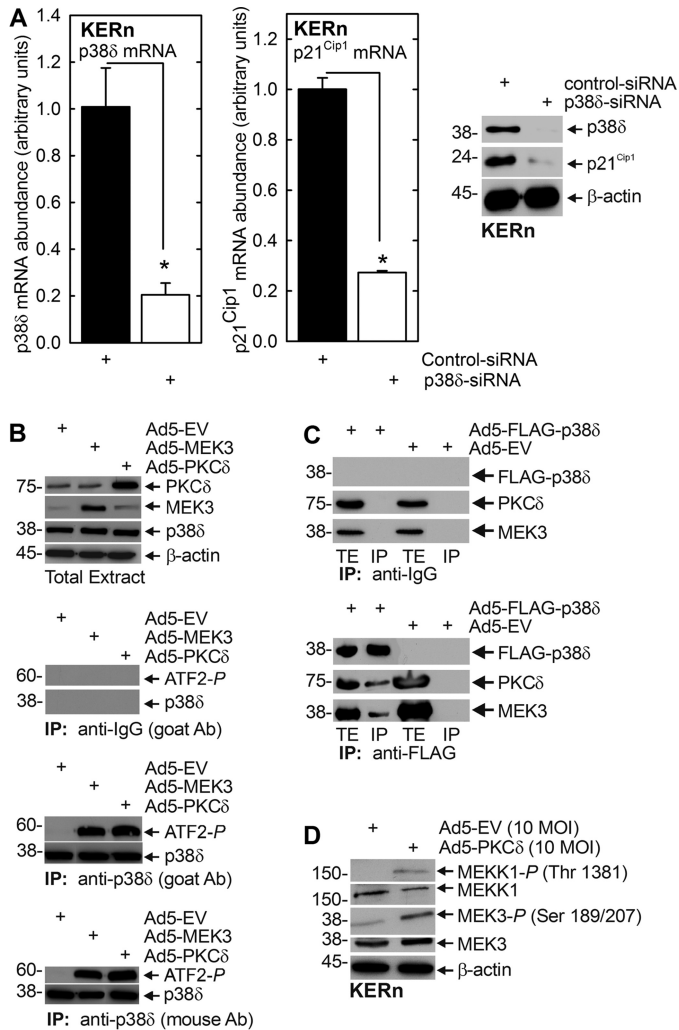 A
p38δ mRNA abundance (arbitrary units)
1.4
1.2
1.0
0.8
0.6
0.4
0.2
0.0
KERn
p38δ mRNA
*
p21Cip1 mRNA abundance (arbitrary units)
1.2
1.0
0.8
0.6
0.4
0.2
0.0
KERn
p21Cip1 mRNA
*
+ + Control-siRNA
+ + p38δ-siRNA
+ control-siRNA
+ p38δ-siRNA
38- p38δ
24- p21Cip1
45- β-actin
KERn
B
+ Ad5-EV
+ Ad5-MEK3
+ Ad5-PKCδ
75- PKCδ
MEK3
38- p38δ
45- β-actin
Total Extract
+ Ad5-EV
+ Ad5-MEK3
+ Ad5-PKCδ
60- ATF2-P
38- p38δ
IP: anti-IgG (goat Ab)
+ Ad5-EV
+ Ad5-MEK3
+ Ad5-PKCδ
60- ATF2-P
38- p38δ
IP: anti-p38δ (goat Ab)
+ Ad5-EV
+ Ad5-MEK3
+ Ad5-PKCδ
60- ATF2-P
38- p38δ
IP: anti-p38δ (mouse Ab)
C
+ + Ad5-FLAG-p38δ
+ + Ad5-EV
38- FLAG-p38δ
75- PKCδ
38- MEK3
TE IP TE IP
IP: anti-IgG
+ + Ad5-FLAG-p38δ
+ + Ad5-EV
38- FLAG-p38δ
75- PKCδ
38- MEK3
TE IP TE IP
IP: anti-FLAG
D
+ Ad5-EV (10 MOI)
+ Ad5-PKCδ (10 MOI)
150- MEKK1-P (Thr 1381)
150- MEKK1
38- MEK3-P (Ser 189/207)
38- MEK3
45- β-actin
KERn